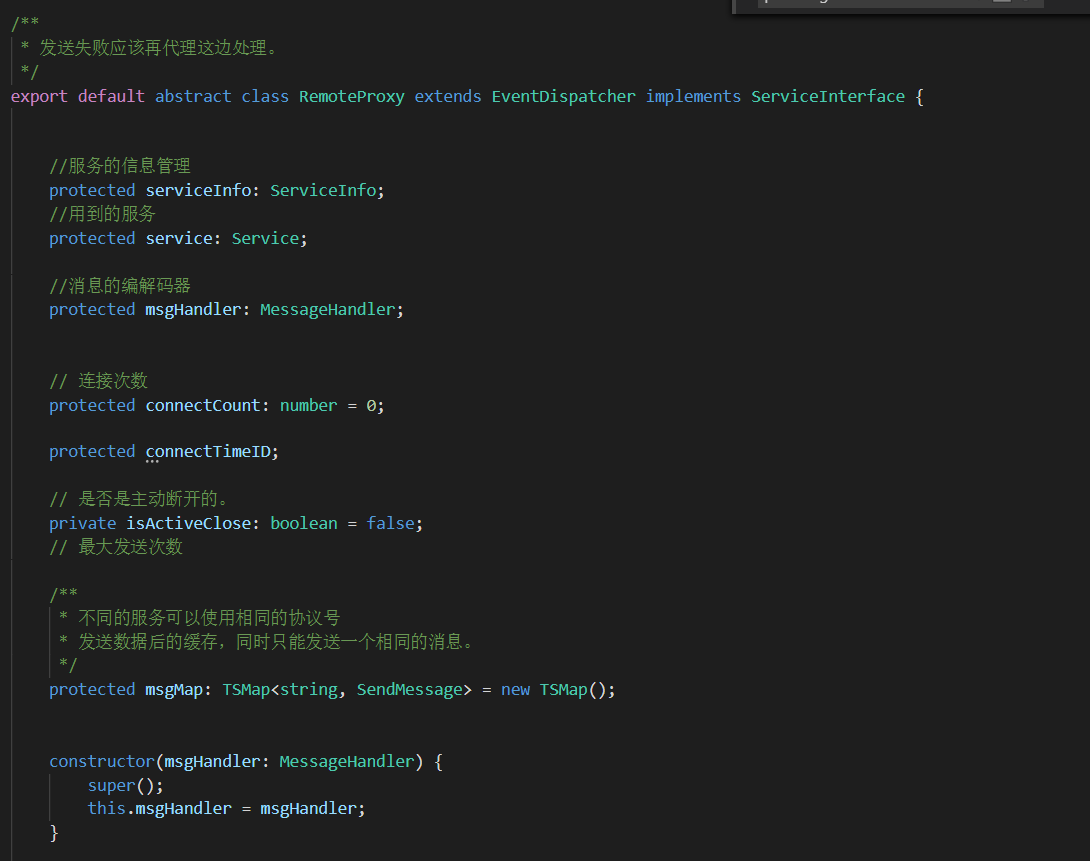 /**
 * 发送失败应该再代理这边处理。
 */
export default abstract class RemoteProxy extends EventDispatcher implements ServiceInterface {
    //服务的信息管理
    protected serviceInfo: ServiceInfo;
    //用到的服务
    protected service: Service;
    //消息的编解码器
    protected msgHandler: MessageHandler;
    // 连接次数
    protected connectCount: number = 0;
    protected connectTimeID;
    // 是否是主动断开的。
    private isActiveClose: boolean = false;
    // 最大发送次数
    /**
     * 不同的服务可以使用相同的协议号
     * 发送数据后的缓存，同时只能发送一个相同的消息。
     */
    protected msgMap: TSMap<string, SendMessage> = new TSMap();
    constructor(msgHandler: MessageHandler) {
        super();
        this.msgHandler = msgHandler;
    }